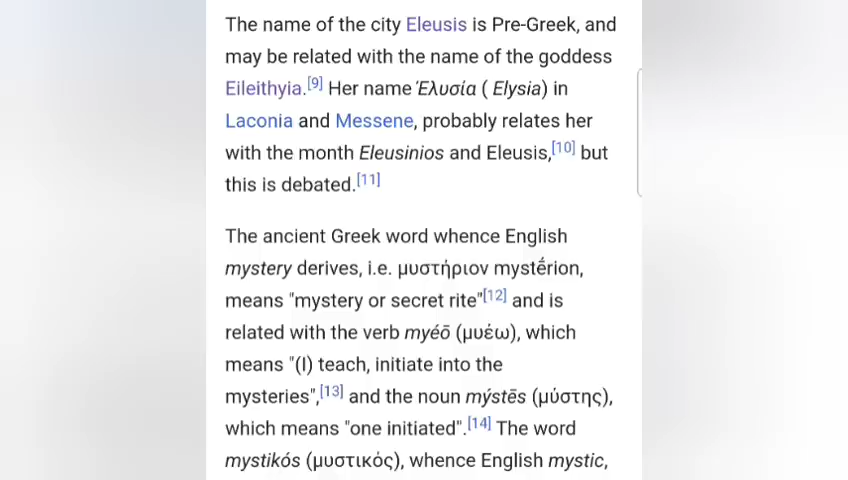 The name of the city Eleusis is Pre-Greek, and
may be related with the name of the goddess
Eileithyia.[9] Her name Ἐλυσία ( Elysia) in
Laconia and Messene, probably relates her
with the month Eleusinios and Eleusis,[10] but
this is debated.[11]
The ancient Greek word whence English
mystery derives, i.e. μυστήριον mystḗrion,
means "mystery or secret rite"[12] and is
related with the verb myéō (μυέω), which
means "(I) teach, initiate into the
mysteries",[13] and the noun mýstēs (μύστης),
which means "one initiated".[14] The word
mystikós (μυστικός), whence English mystic,